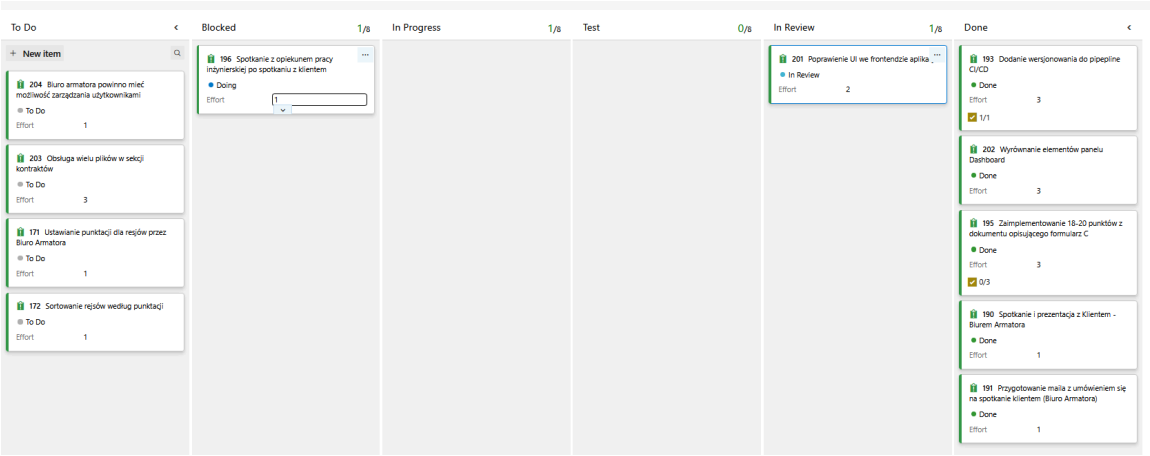 To Do
Blocked 1/8
In Progress 1/8
Test 0/8
In Review 1/8
Done
+ New item
204 Biuro armatora powinno mieć
możliwość zarządzania użytkownikami
To Do
Effort 1
203 Obsługa wielu plików w sekcji
kontraktów
To Do
Effort 3
171 Ustawianie punktacji dla resjów przez
Biuro Armatora
To Do
Effort 1
172 Sortowanie rejsów według punktacji
To Do
Effort 1
196 Spotkanie z opiekunem pracy
inżynierskiej po spotkaniu z klientem
Doing
Effort 1
201 Poprawienie UI we frontendzie aplika
In Review
Effort 2
193 Dodanie wersjonowania do pipepline
CI/CD
Done
Effort 3
1/1
202 Wyrównanie elementów panelu
Dashboard
Done
Effort 3
195 Zaimplementowanie 18-20 punktów z
dokumentu opisującego formularz C
Done
Effort 3
0/3
190 Spotkanie i prezentacja z Klientem -
Biurem Armatora
Done
Effort 1
191 Przygotowanie maila z umówieniem się
na spotkanie klientem (Biuro Armatora)
Done
Effort 1